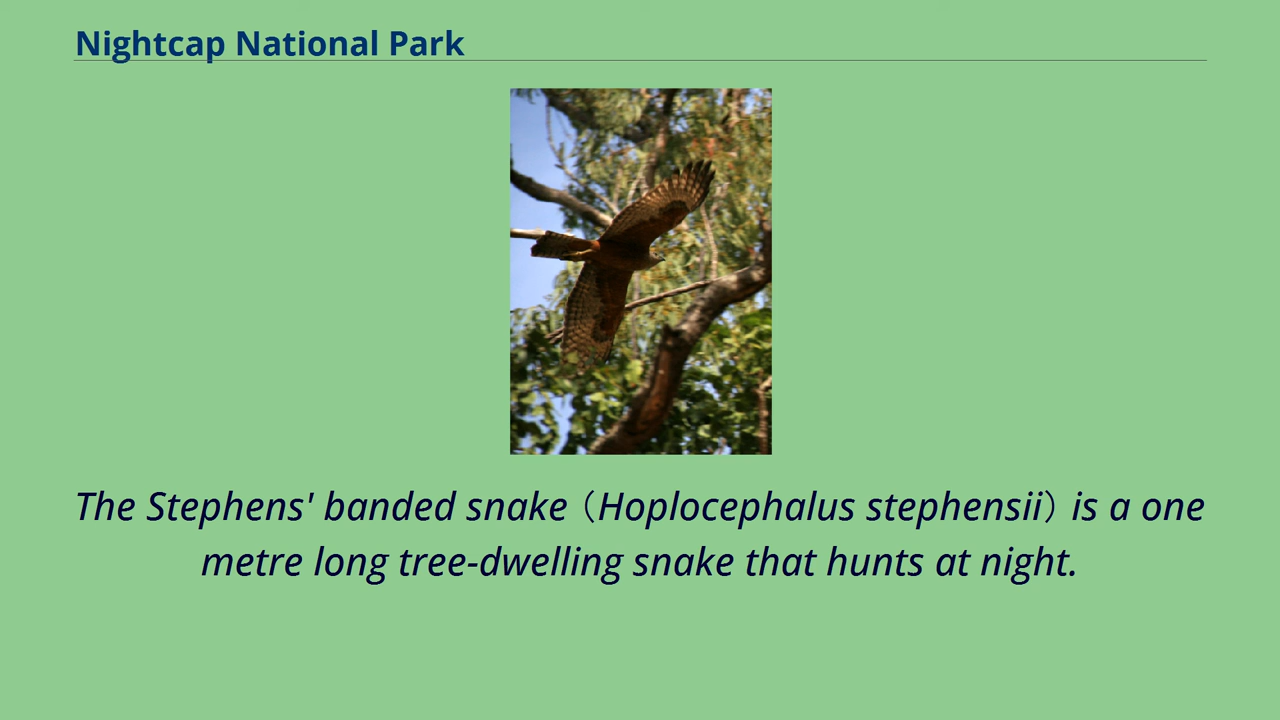 Nightcap National Park
The Stephens' banded snake（Hoplocephalus stephensii）is a one
metre long tree-dwelling snake that hunts at night.